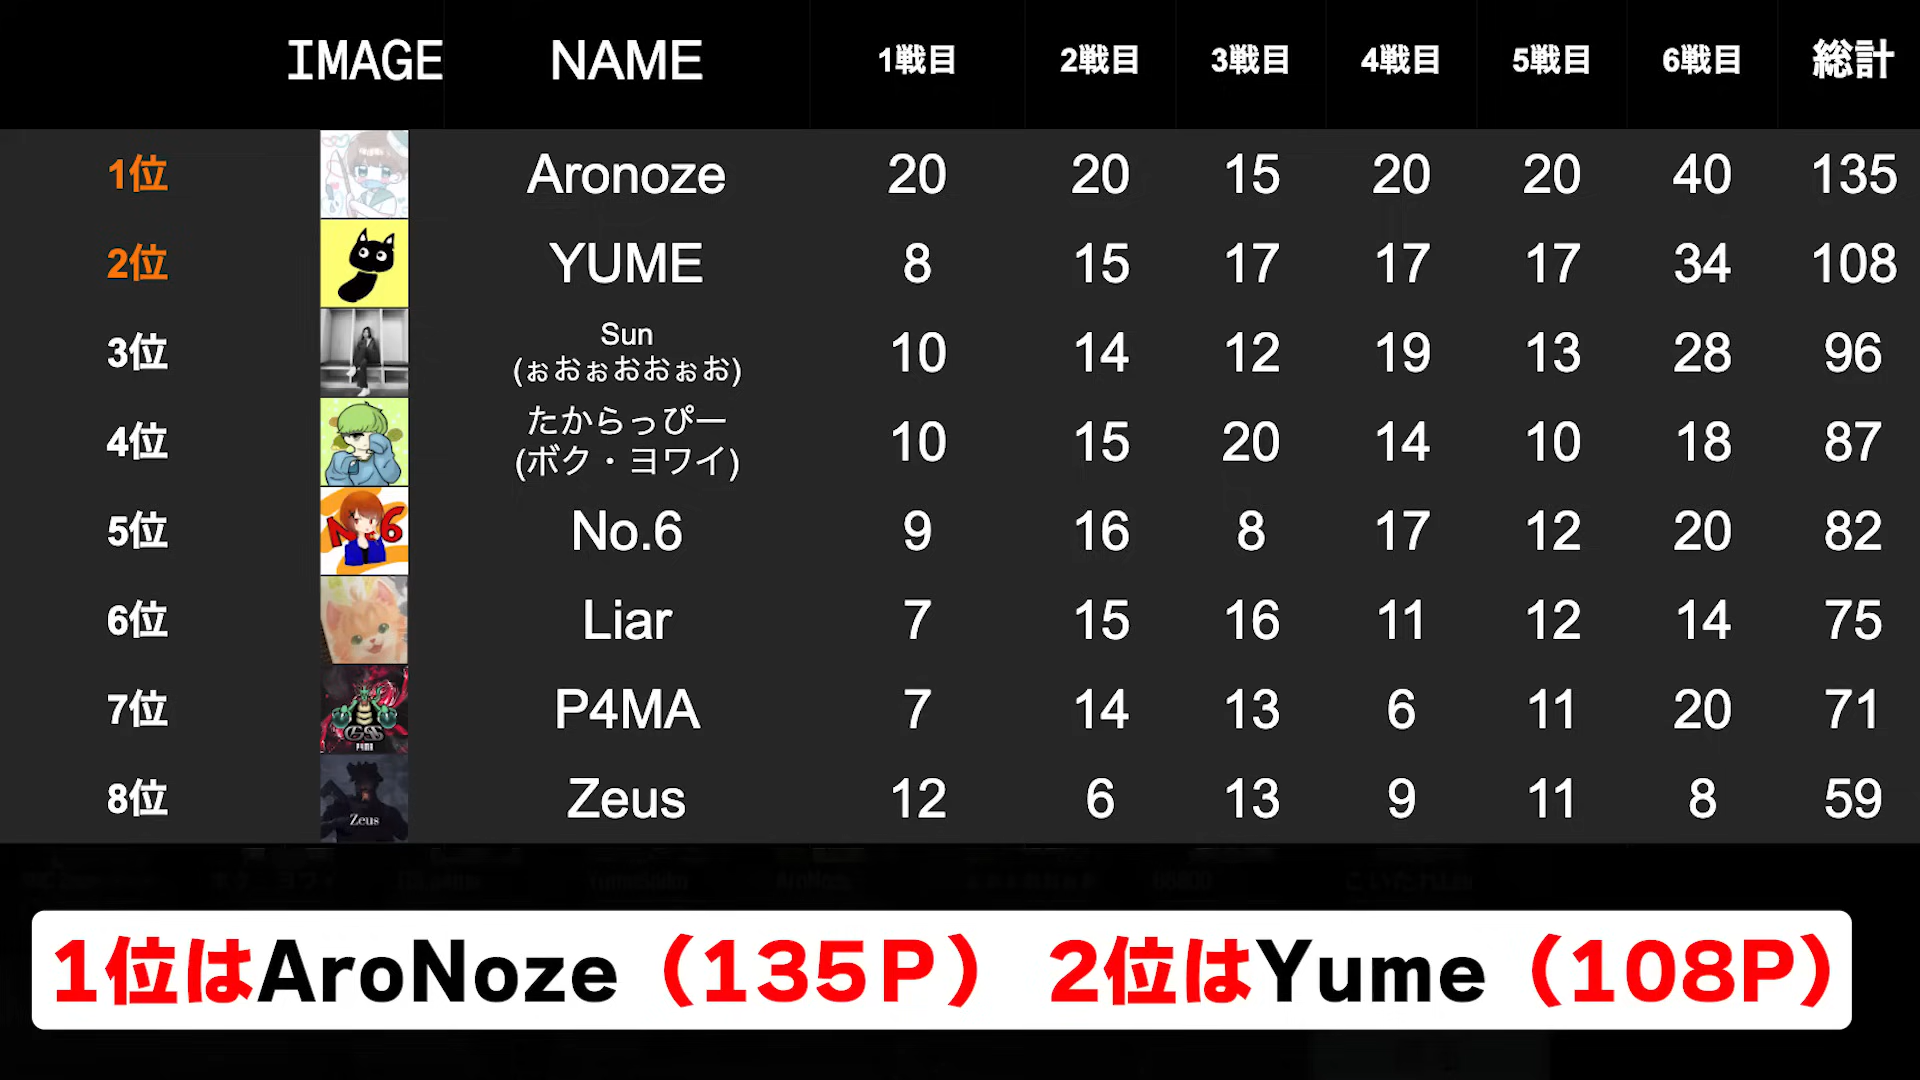 IMAGE NAME 1戦目 2戦目 3戦目 4戦目 5戦目 6戦目 総計
1位 Aronoze 20 20 15 20 20 40 135
2位 YUME 8 15 17 17 17 34 108
3位 Sun 10 14 12 19 13 28 96
(ぉおぉおおぉお)
4位 たからっぴー 10 15 20 14 10 18 87
(ボク・ヨワイ)
5位 No.6 9 16 8 17 12 20 82
6位 Liar 7 15 16 11 12 14 75
7位 P4MA 7 14 13 6 11 20 71
P4MA
8位 Zeus 12 6 13 9 11 8 59
Zeus
1位はAroNoze（135P） 2位はYume（108P）